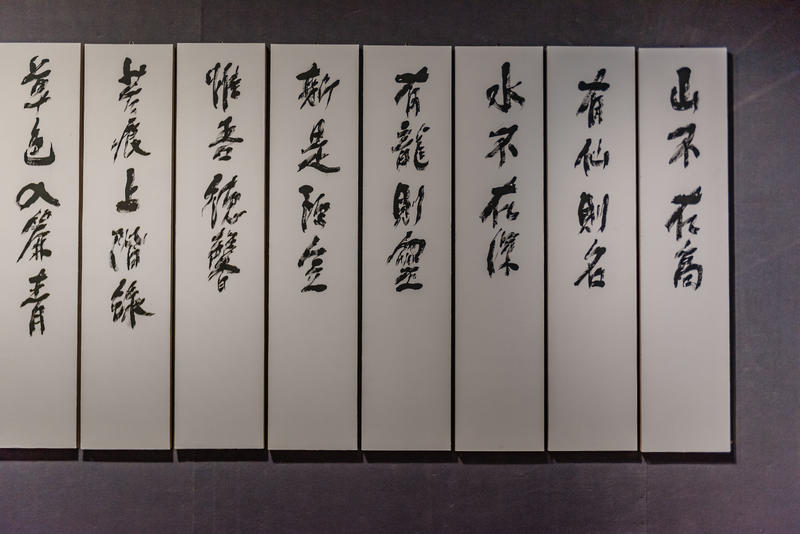 山不在高
有仙則名
水不在深
有龍則靈
斯是陋室
惟吾德馨
苔痕上階綠
草色入簾青